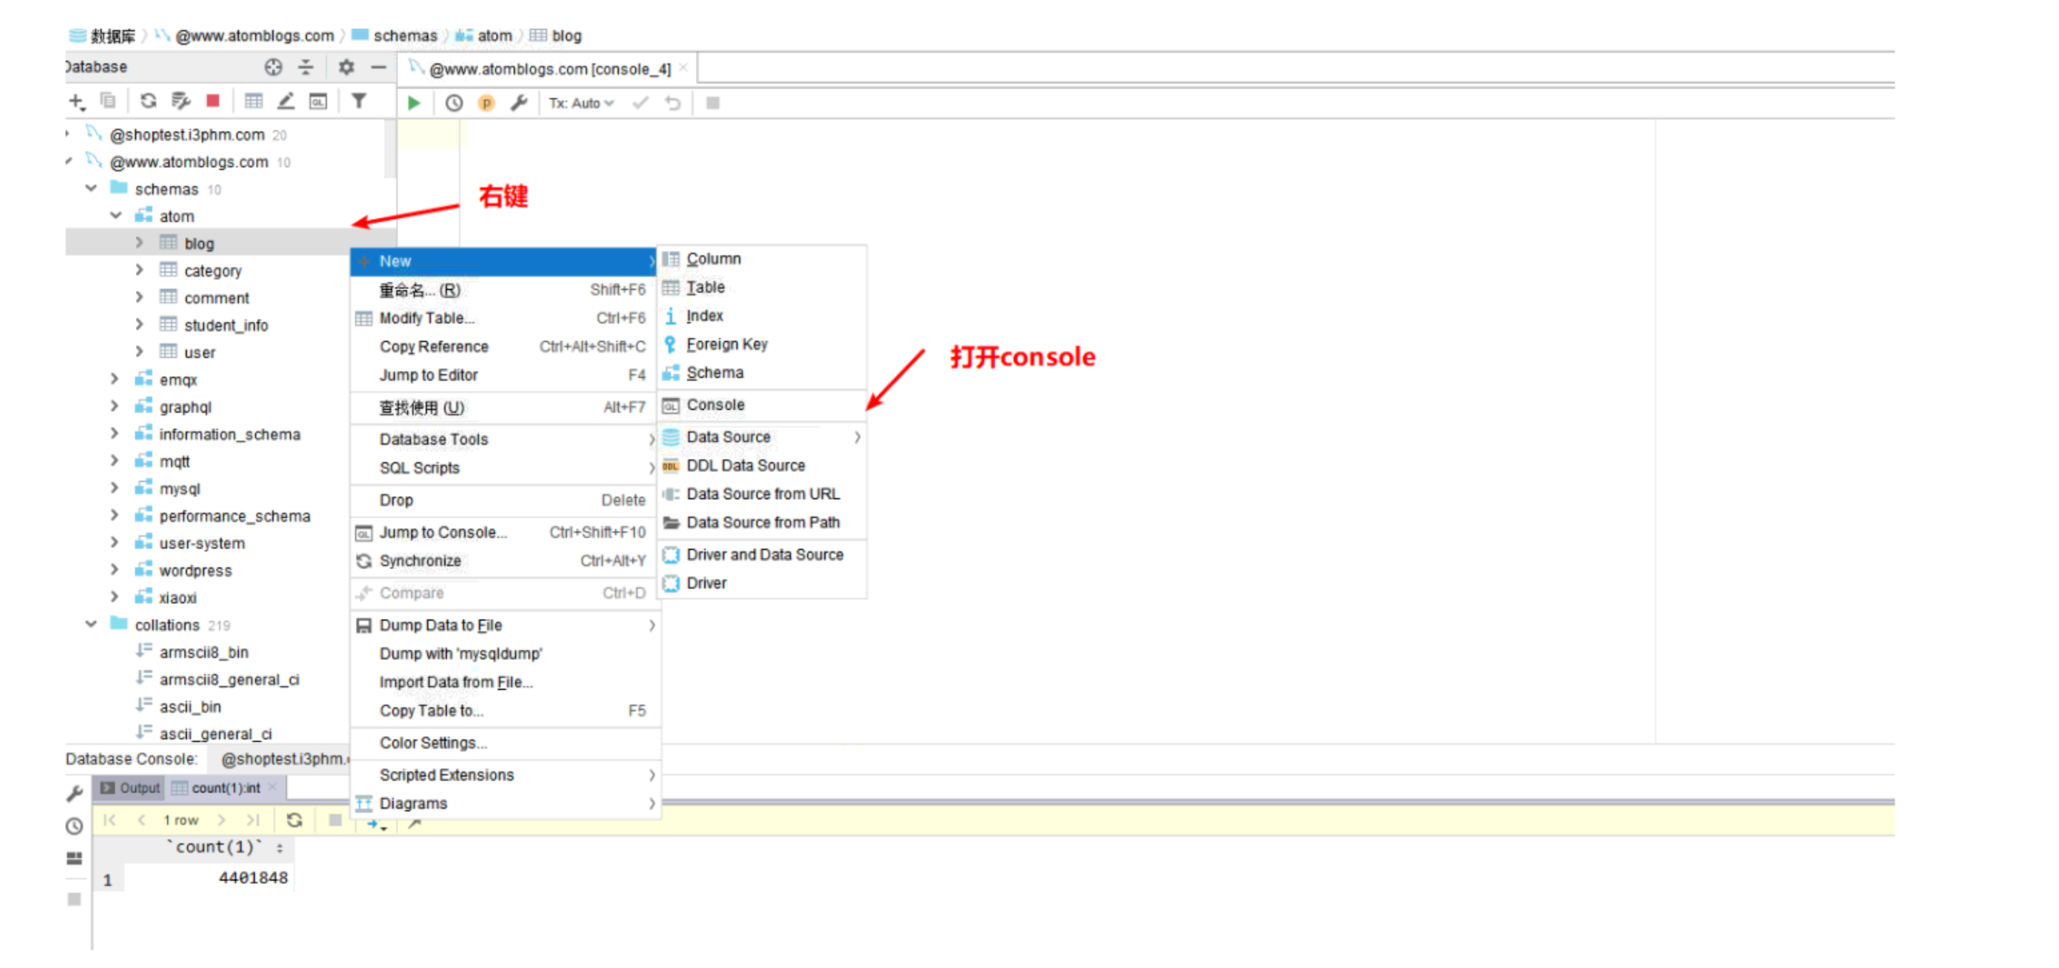 数据库 〉 @www.atomblogs.com 〉 schemas 〉 atom 〉 blog
Database
@www.atomblogs.com [console_4]
Tx: Auto
@shoptest.i3phm.com 20
@www.atomblogs.com 10
schemas 10
atom
blog
category
comment
student_info
user
emqx
graphql
information_schema
mqtt
mysql
performance_schema
user-system
wordpress
xiaoxi
collations 219
armscii8_bin
armscii8_general_ci
ascii_bin
ascii_general_ci
右键
New
重命名... (R) Shift+F6
Modify Table... Ctrl+F6
Copy Reference Ctrl+Alt+Shift+C
Jump to Editor F4
查找使用 (U) Alt+F7
Database Tools
SQL Scripts
Drop Delete
Jump to Console... Ctrl+Shift+F10
Synchronize Ctrl+Alt+Y
Compare Ctrl+D
Dump Data to File
Dump with 'mysqldump'
Import Data from File...
Copy Table to... F5
Color Settings...
Scripted Extensions
Diagrams
Column
Table
Index
Foreign Key
Schema
Console
Data Source
DDL Data Source
Data Source from URL
Data Source from Path
Driver and Data Source
Driver
打开console
Database Console: @shoptest.i3phm.
Output count(1):int
1 row
`count(1)`
1 4401848